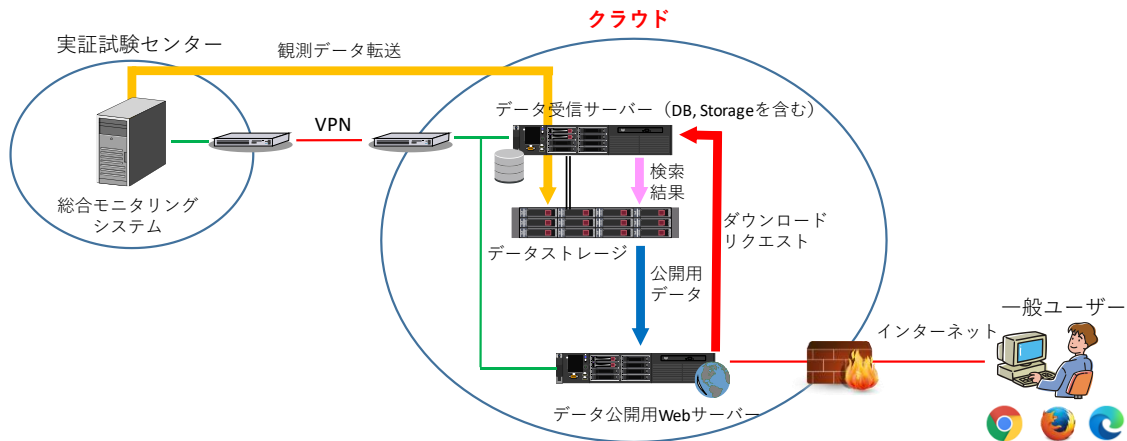 クラウド
実証試験センター
観測データ転送
データ受信サーバー（DB, Storageを含む）
VPN
検索
結果
総合モニタリング
システム
ダウンロード
リクエスト
データストレージ
公開用
データ
一般ユーザー
インターネット
データ公開用Webサーバー